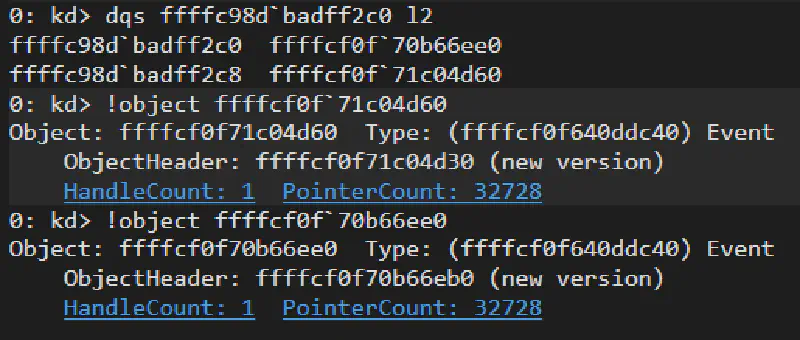 0: kd> dqs ffffc98d`badff2c0 l2
ffffc98d`badff2c0  ffffcf0f`70b66ee0
ffffc98d`badff2c8  ffffcf0f`71c04d60
0: kd> !object ffffcf0f`71c04d60
Object: ffffcf0f71c04d60  Type: (ffffcf0f640ddc40) Event
    ObjectHeader: ffffcf0f71c04d30 (new version)
    HandleCount: 1  PointerCount: 32728
0: kd> !object ffffcf0f`70b66ee0
Object: ffffcf0f70b66ee0  Type: (ffffcf0f640ddc40) Event
    ObjectHeader: ffffcf0f70b66eb0 (new version)
    HandleCount: 1  PointerCount: 32728